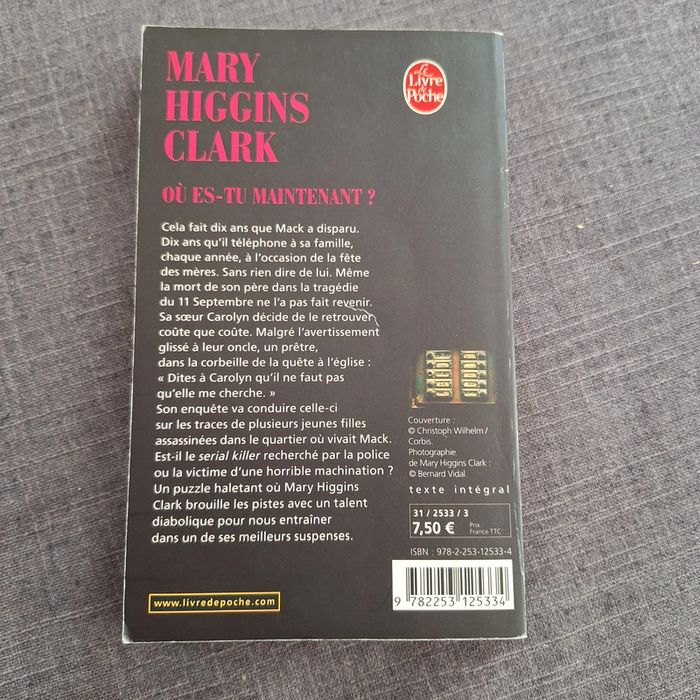 MARY
HIGGINS
CLARK
Le
Livre
de
Poche
OÙ ES-TU MAINTENANT ?
Cela fait dix ans que Mack a disparu.
Dix ans qu'il téléphone à sa famille,
chaque année, à l'occasion de la fête
des mères. Sans rien dire de lui. Même
la mort de son père dans la tragédie
du 11 Septembre ne l'a pas fait revenir.
Sa sœur Carolyn décide de le retrouver
coûte que coûte. Malgré l'avertissement
glissé à leur oncle, un prêtre,
dans la corbeille de la quête à l'église :
« Dites à Carolyn qu'il ne faut pas
qu'elle me cherche. »
Son enquête va conduire celle-ci
sur les traces de plusieurs jeunes filles
assassinées dans le quartier où vivait Mack.
Est-il le serial killer recherché par la police
ou la victime d'une horrible machination ?
Un puzzle haletant où Mary Higgins
Clark brouille les pistes avec un talent
diabolique pour nous entraîner
dans un de ses meilleurs suspenses.
Couverture :
© Christoph Wilhelm /
Corbis.
Photographie
de Mary Higgins Clark :
© Bernard Vidal.
texte intégral
31 / 2533 / 3
7,50 € Prix
France TTC
ISBN : 978-2-253-12533-4
9 782253 125334
www.livredepoche.com